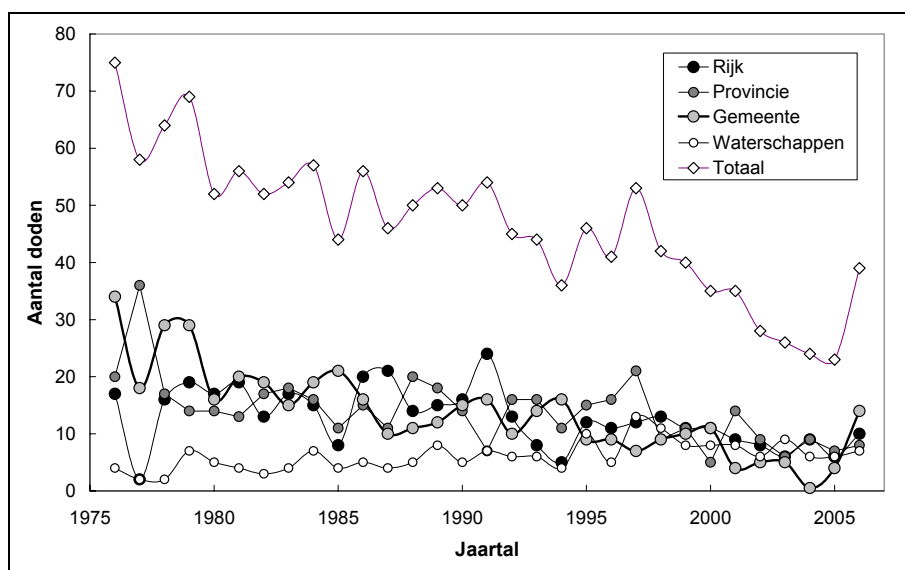 Aantal doden
80
70
60
50
40
30
20
10
0
Rijk
Provincie
Gemeente
Waterschappen
Totaal
1975 1980 1985 1990 1995 2000 2005
Jaartal